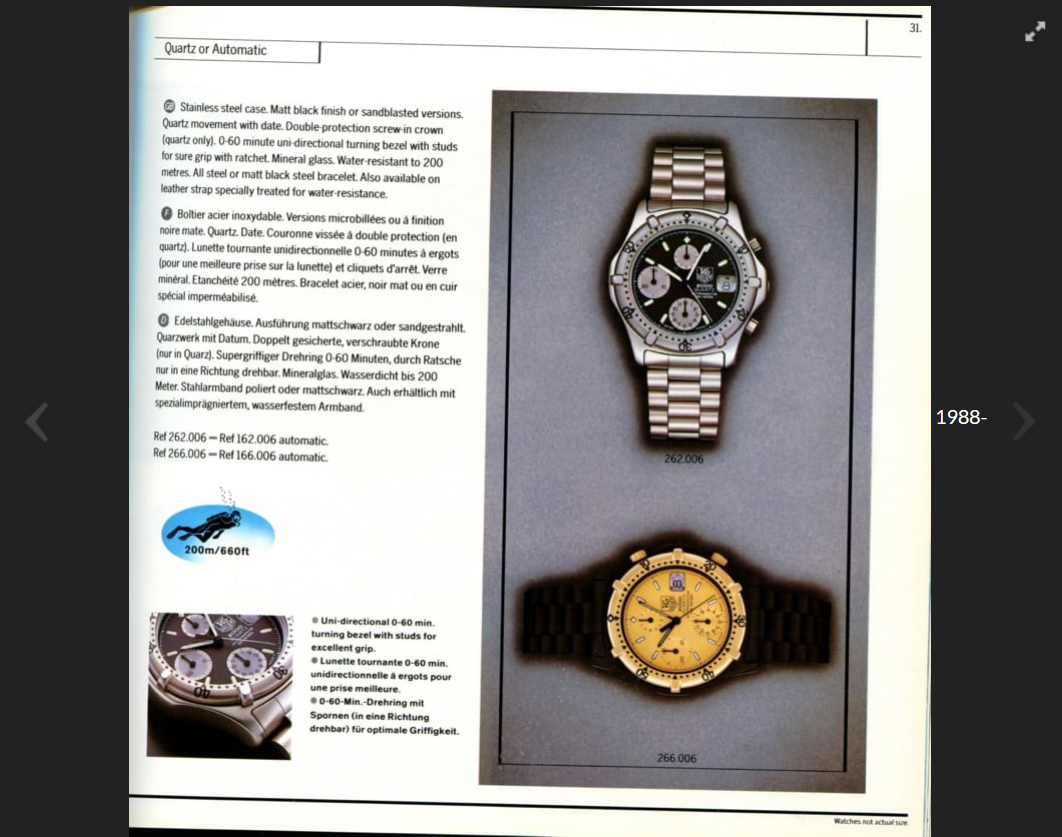 31.
Quartz or Automatic
GB Stainless steel case. Matt black finish or sandblasted versions.
Quartz movement with date. Double-protection screw-in crown
(quartz only). 0-60 minute uni-directional turning bezel with studs
for sure grip with ratchet. Mineral glass. Water-resistant to 200
metres. All steel or matt black steel bracelet. Also available on
leather strap specially treated for water-resistance.
F Boîtier acier inoxydable. Versions microbillées ou à finition
noire mate. Quartz. Date. Couronne vissée à double protection (en
quartz). Lunette tournante unidirectionnelle 0-60 minutes à ergots
(pour une meilleure prise sur la lunette) et cliquets d'arrêt. Verre
minéral. Etanchéité 200 mètres. Bracelet acier, noir mat ou en cuir
spécial imperméabilisé.
D Edelstahlgehäuse. Ausführung mattschwarz oder sandgestrahlt.
Quarzwerk mit Datum. Doppelt gesicherte, verschraubte Krone
(nur in Quarz). Supergriffiger Drehring 0-60 Minuten, durch Ratsche
nur in eine Richtung drehbar. Mineralglas. Wasserdicht bis 200
Meter. Stahlarmband poliert oder mattschwarz. Auch erhältlich mit
spezialimprägniertem, wasserfestem Armband.
Ref 262.006 — Ref 162.006 automatic.
Ref 266.006 — Ref 166.006 automatic.
200m/660ft
● Uni-directional 0-60 min.
turning bezel with studs for
excellent grip.
● Lunette tournante 0-60 min.
unidirectionnelle à ergots pour
une prise meilleure.
● 0-60-Min.-Drehring mit
Spornen (in eine Richtung
drehbar) für optimale Griffigkeit.
262.006
266.006
Watches not actual size.
1988-